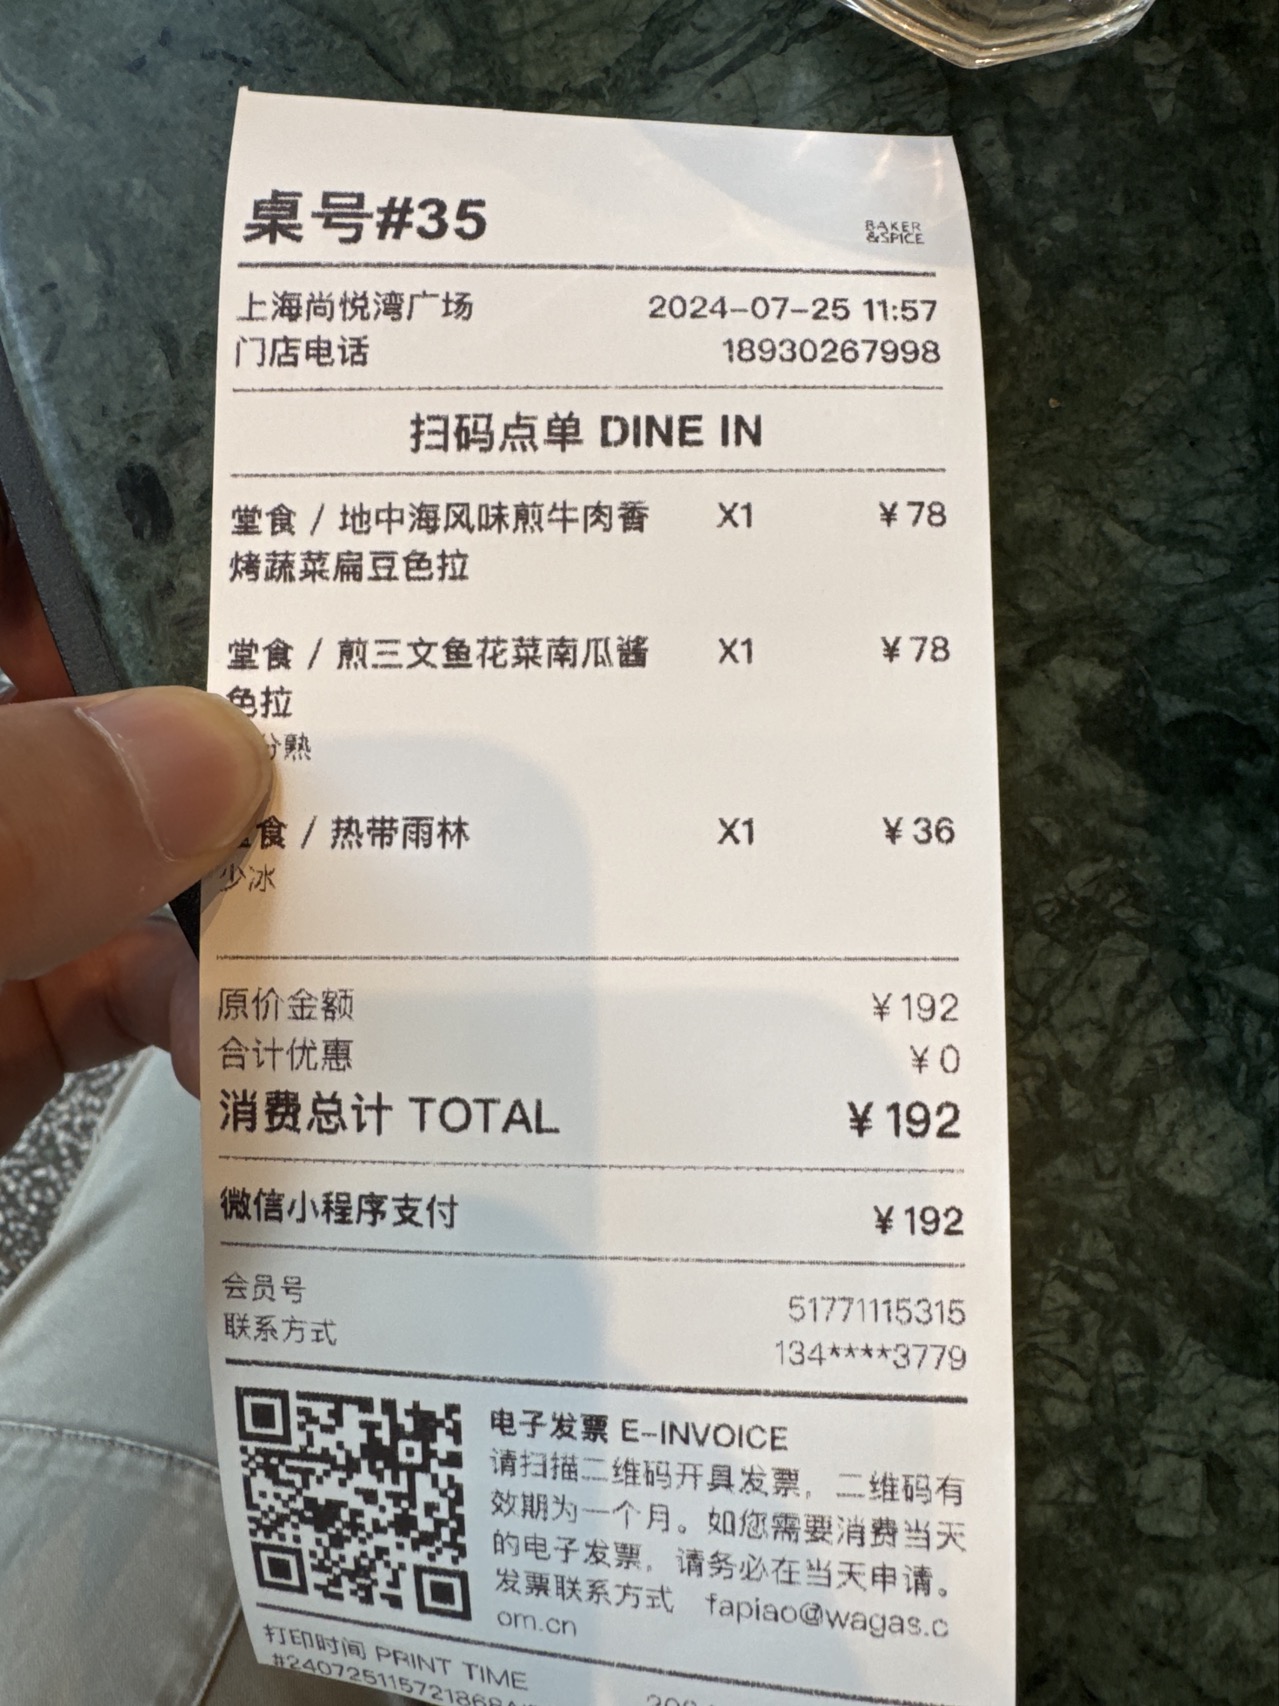 桌号#35
BAKER
&SPICE
上海尚悦湾广场 2024-07-25 11:57
门店电话 18930267998
扫码点单 DINE IN
堂食 / 地中海风味煎牛肉香 X1 ¥78
烤蔬菜扁豆色拉
堂食 / 煎三文鱼花菜南瓜酱 X1 ¥78
色拉
分熟
食 / 热带雨林 X1 ¥36
少冰
原价金额 ¥192
合计优惠 ¥0
消费总计 TOTAL ¥192
微信小程序支付 ¥192
会员号 51771115315
联系方式 134****3779
电子发票 E-INVOICE
请扫描二维码开具发票，二维码有
效期为一个月。如您需要消费当天
的电子发票，请务必在当天申请。
发票联系方式 fapiao@wagas.c
om.cn
打印时间 PRINT TIME